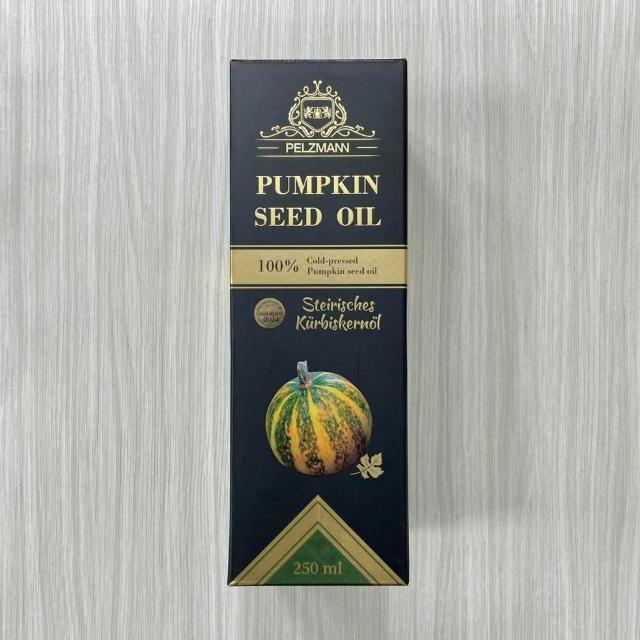 PELZMANN
PUMPKIN
SEED OIL
100% Cold-pressed
Pumpkin seed oil
Steirisches
Kürbiskernöl
250 ml